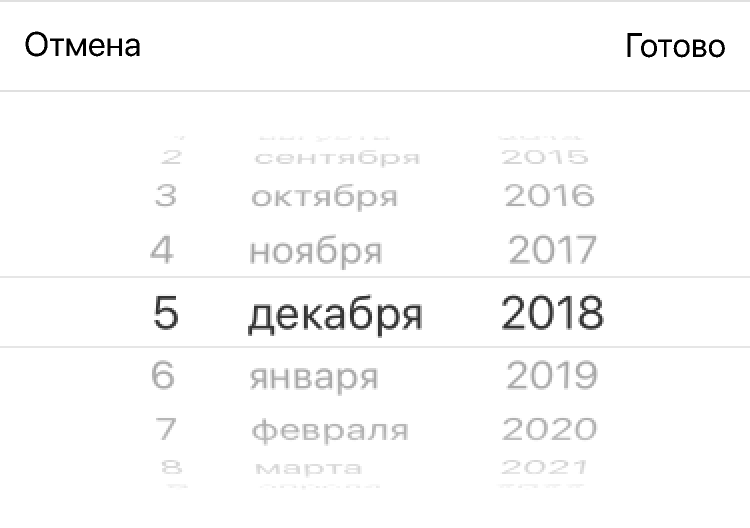 Отмена Готово
2 сентября 2015
3 октября 2016
4 ноября 2017
5 декабря 2018
6 января 2019
7 февраля 2020
8 марта 2021